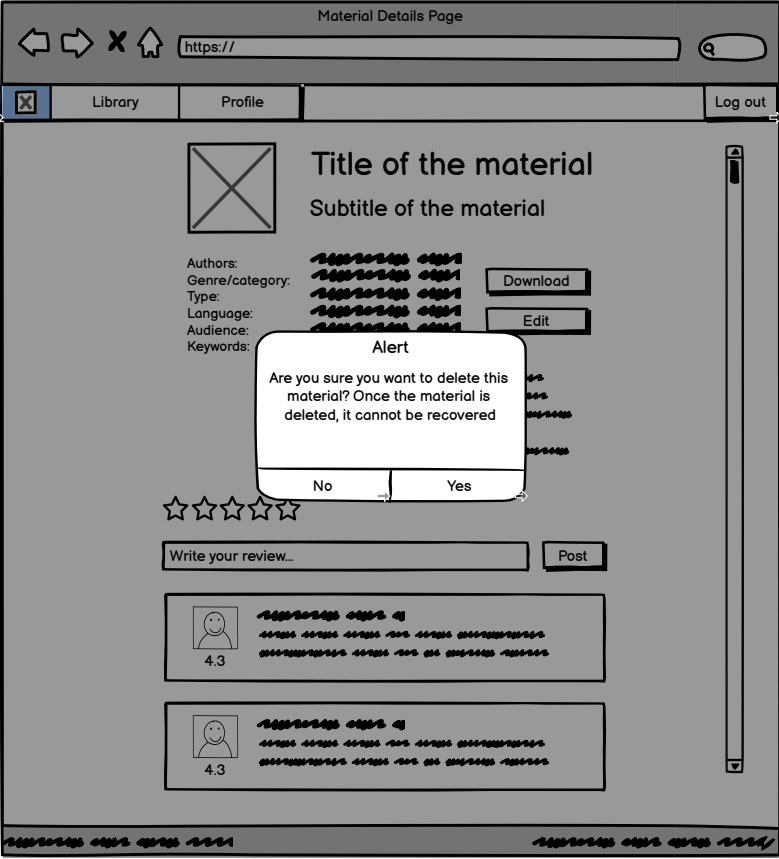 Material Details Page
https://
Library
Profile
Log out
Title of the material
Subtitle of the material
Authors:
Genre/category:
Type:
Language:
Audience:
Keywords:
Download
Edit
Alert
Are you sure you want to delete this
material? Once the material is
deleted, it cannot be recovered
No
Yes
Write your review...
Post
4.3
4.3